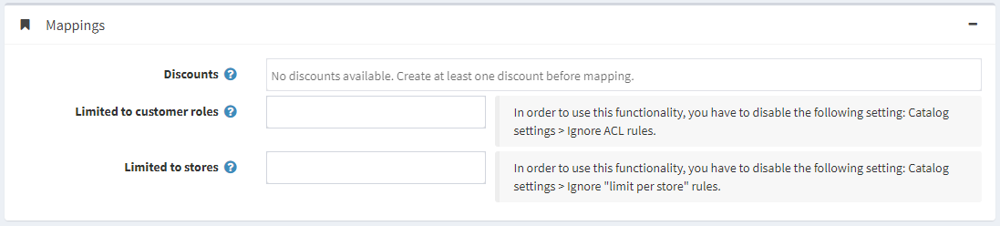 Mappings
Discounts
No discounts available. Create at least one discount before mapping.
Limited to customer roles
In order to use this functionality, you have to disable the following setting: Catalog
settings > Ignore ACL rules.
Limited to stores
In order to use this functionality, you have to disable the following setting: Catalog
settings > Ignore "limit per store" rules.